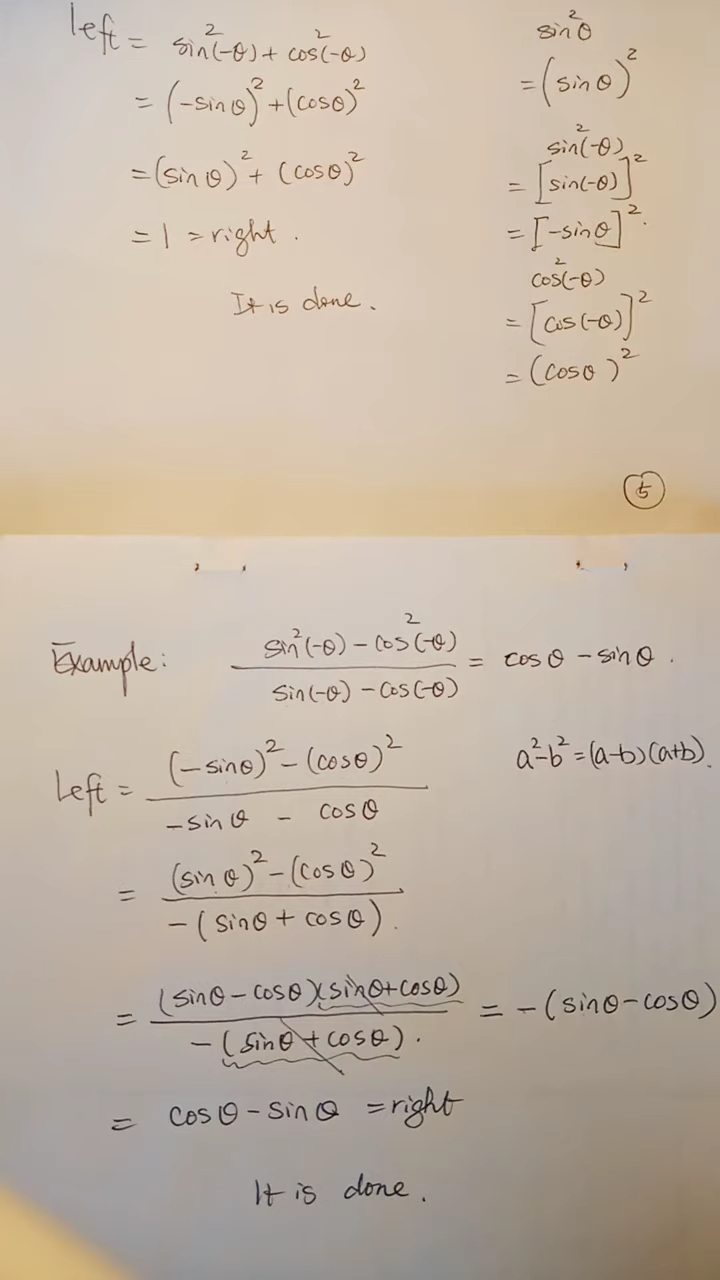 left = sin²(-θ) + cos²(-θ)
= (-sinθ)² + (cosθ)²
= (sinθ)² + (cosθ)²
= 1 = right .
It is done .
sin²θ
= (sinθ)²
sin²(-θ)
= [sin(-θ)]²
= [-sinθ]² .
cos²(-θ)
= [cos(-θ)]²
= (cosθ)²
5
Example: (sin²(-θ) - cos²(-θ)) / (sin(-θ) - cos(-θ)) = cosθ - sinθ .
a²-b² = (a-b)(a+b).
Left = ((-sinθ)² - (cosθ)²) / (-sinθ - cosθ)
= ((sinθ)² - (cosθ)²) / (-(sinθ + cosθ)) .
= ((sinθ - cosθ)(sinθ + cosθ)) / (-(sinθ + cosθ)) . = -(sinθ - cosθ)
= cosθ - sinθ = right
It is done .